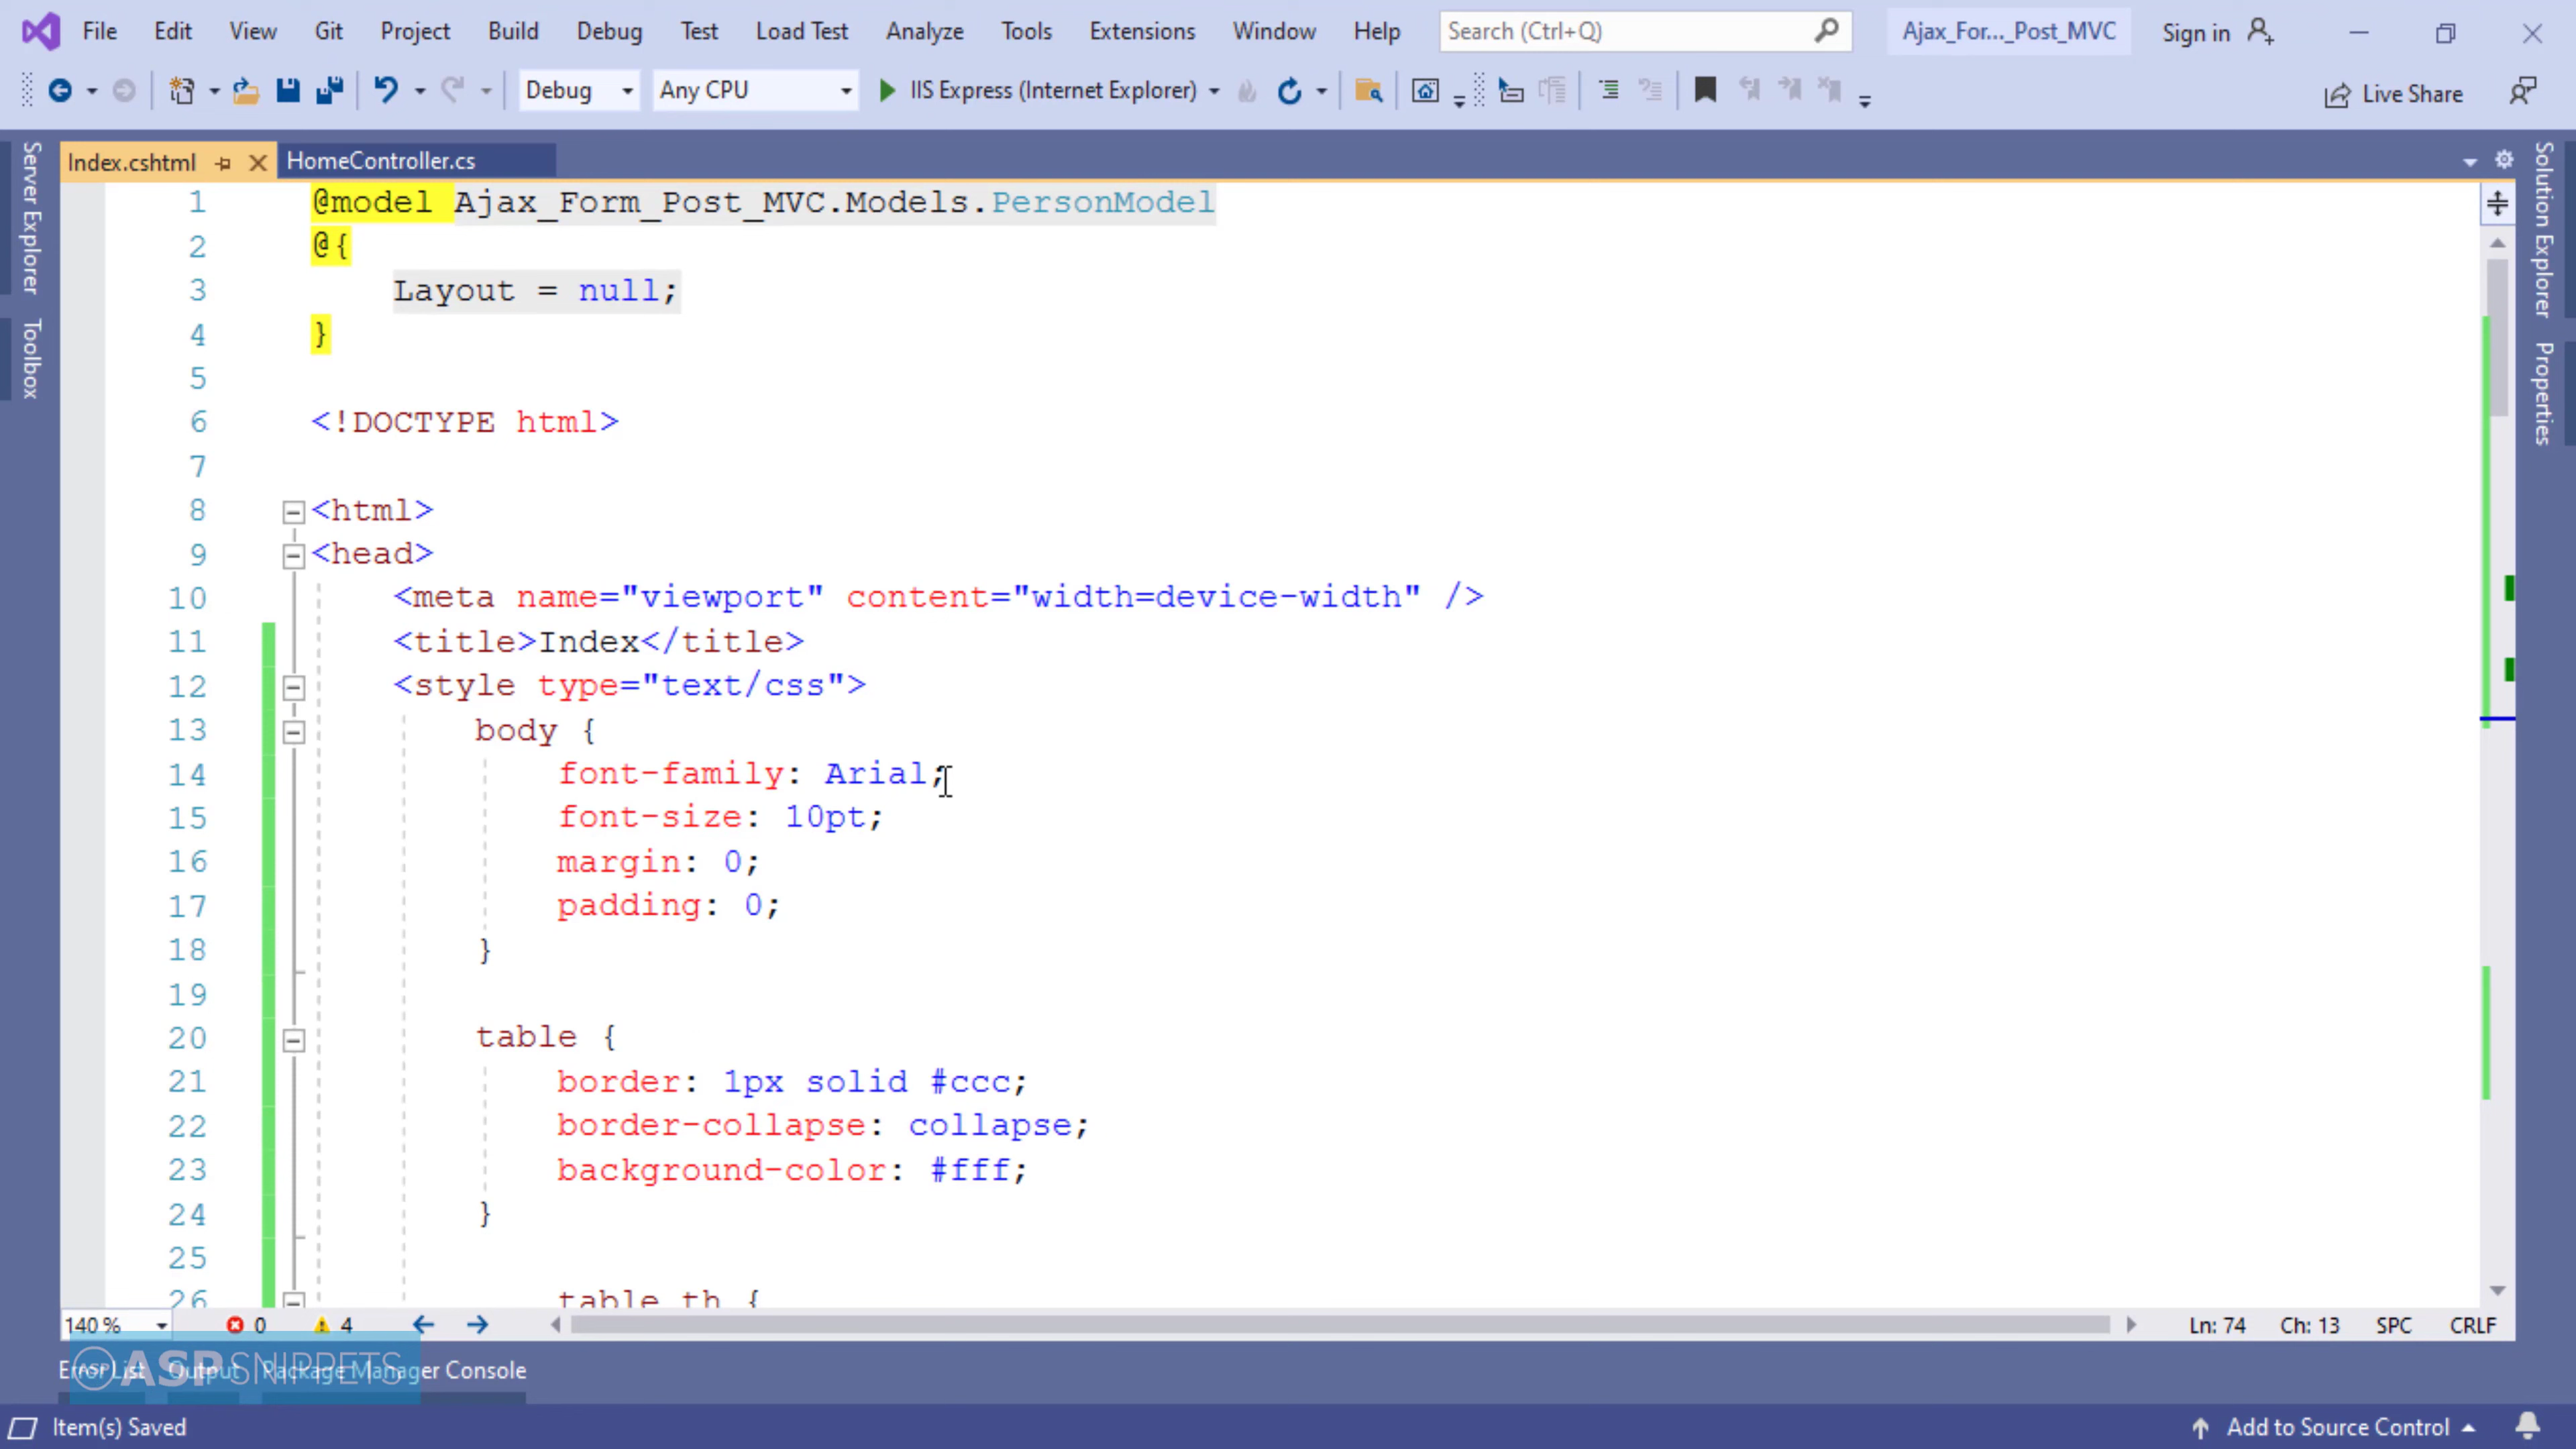 File Edit View Git Project Build Debug Test Load Test Analyze Tools Extensions Window Help Search (Ctrl+Q) Ajax_For..._Post_MVC Sign in
Debug Any CPU IIS Express (Internet Explorer) Live Share
Server Explorer
Toolbox
Solution Explorer
Properties
Index.cshtml HomeController.cs
1 @model Ajax_Form_Post_MVC.Models.PersonModel
2 @{
3 Layout = null;
4 }
5
6 <!DOCTYPE html>
7
8 <html>
9 <head>
10 <meta name="viewport" content="width=device-width" />
11 <title>Index</title>
12 <style type="text/css">
13 body {
14 font-family: Arial;
15 font-size: 10pt;
16 margin: 0;
17 padding: 0;
18 }
19
20 table {
21 border: 1px solid #ccc;
22 border-collapse: collapse;
23 background-color: #fff;
24 }
25
26 table th {
140 % 0 4 Ln: 74 Ch: 13 SPC CRLF
Error List Output Package Manager Console
ASP ASPSNIPPETS
Item(s) Saved Add to Source Control